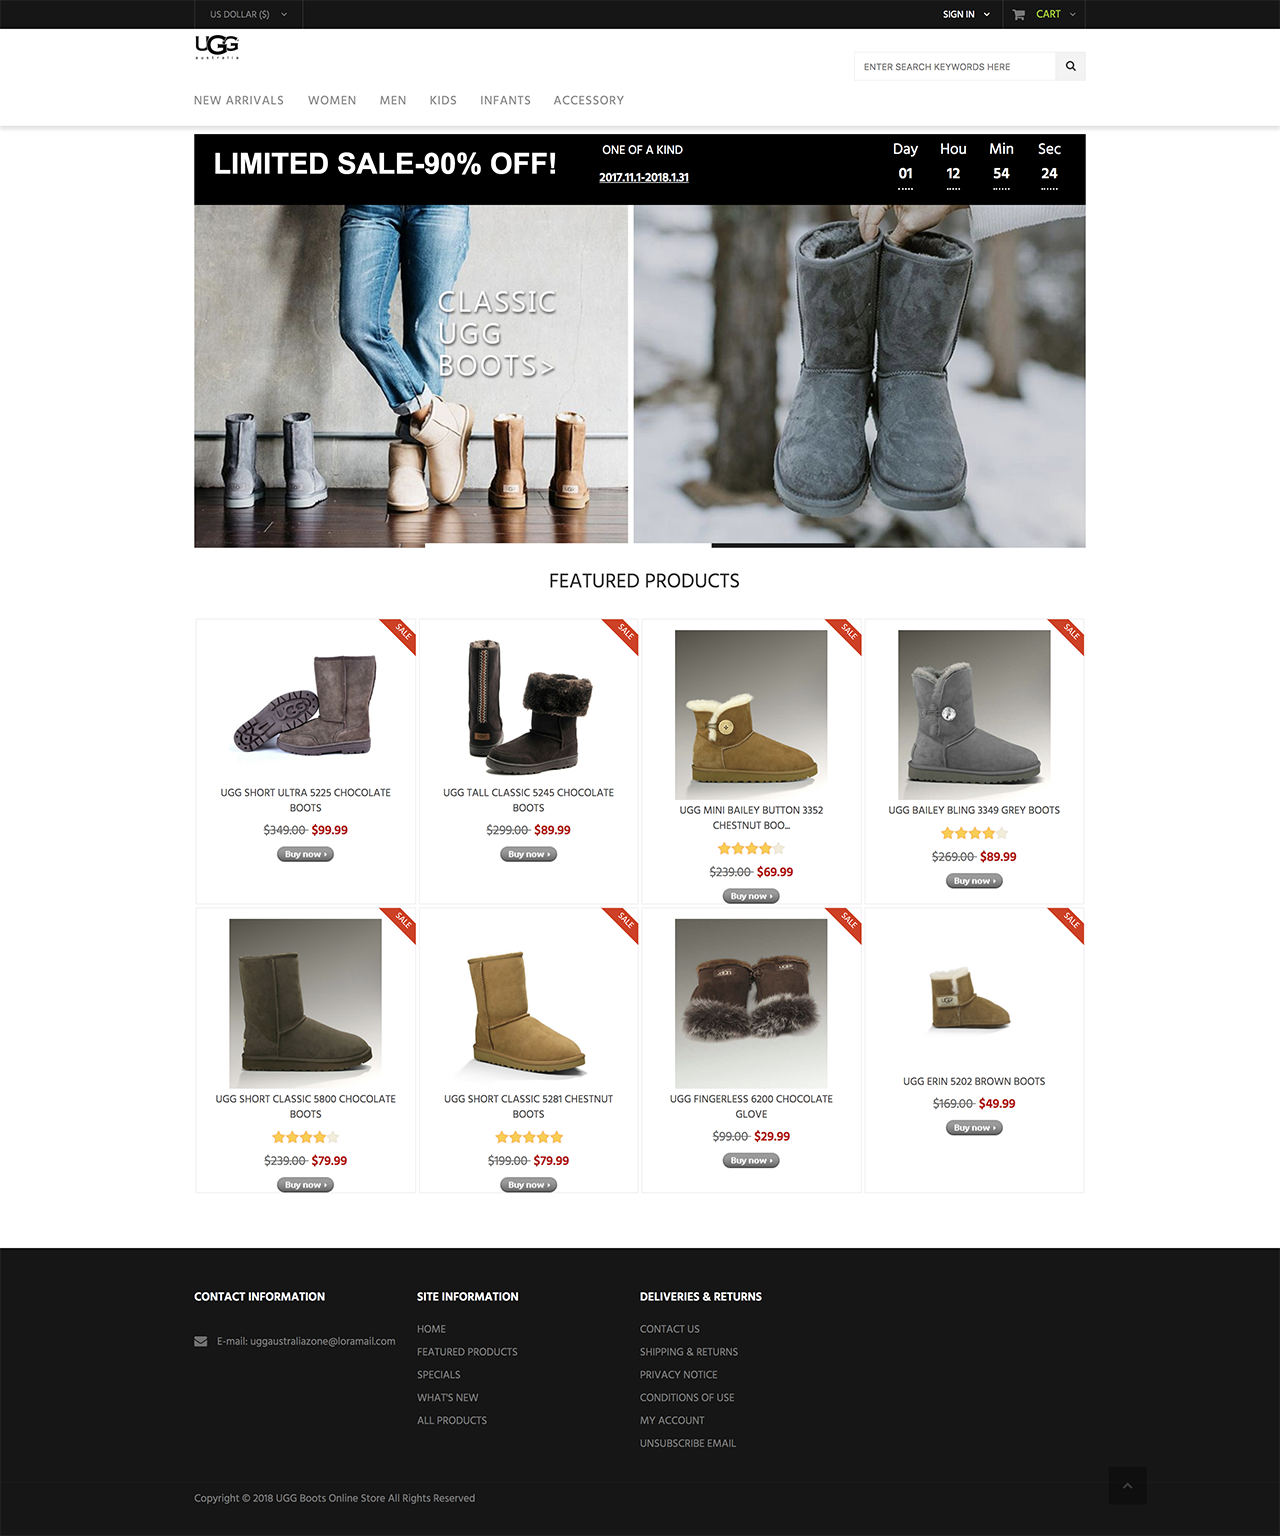 US DOLLAR ($)
SIGN IN
CART
UGG
australia
ENTER SEARCH KEYWORDS HERE
NEW ARRIVALS WOMEN MEN KIDS INFANTS ACCESSORY
LIMITED SALE-90% OFF!
ONE OF A KIND
2017.11.1-2018.1.31
Day Hou Min Sec
01 12 54 24
CLASSIC
UGG
BOOTS>
FEATURED PRODUCTS
SALE
SALE
SALE
SALE
UGG SHORT ULTRA 5225 CHOCOLATE
BOOTS
$349.00 $99.99
Buy now ›
UGG TALL CLASSIC 5245 CHOCOLATE
BOOTS
$299.00 $89.99
Buy now ›
UGG MINI BAILEY BUTTON 3352
CHESTNUT BOO...
$239.00 $69.99
Buy now ›
UGG BAILEY BLING 3349 GREY BOOTS
$269.00 $89.99
Buy now ›
SALE
SALE
SALE
SALE
UGG SHORT CLASSIC 5800 CHOCOLATE
BOOTS
$239.00 $79.99
Buy now ›
UGG SHORT CLASSIC 5281 CHESTNUT
BOOTS
$199.00 $79.99
Buy now ›
UGG FINGERLESS 6200 CHOCOLATE
GLOVE
$99.00 $29.99
Buy now ›
UGG
UGG ERIN 5202 BROWN BOOTS
$169.00 $49.99
Buy now ›
CONTACT INFORMATION
E-mail: uggaustraliazone@loramail.com
SITE INFORMATION
HOME
FEATURED PRODUCTS
SPECIALS
WHAT'S NEW
ALL PRODUCTS
DELIVERIES & RETURNS
CONTACT US
SHIPPING & RETURNS
PRIVACY NOTICE
CONDITIONS OF USE
MY ACCOUNT
UNSUBSCRIBE EMAIL
Copyright © 2018 UGG Boots Online Store All Rights Reserved